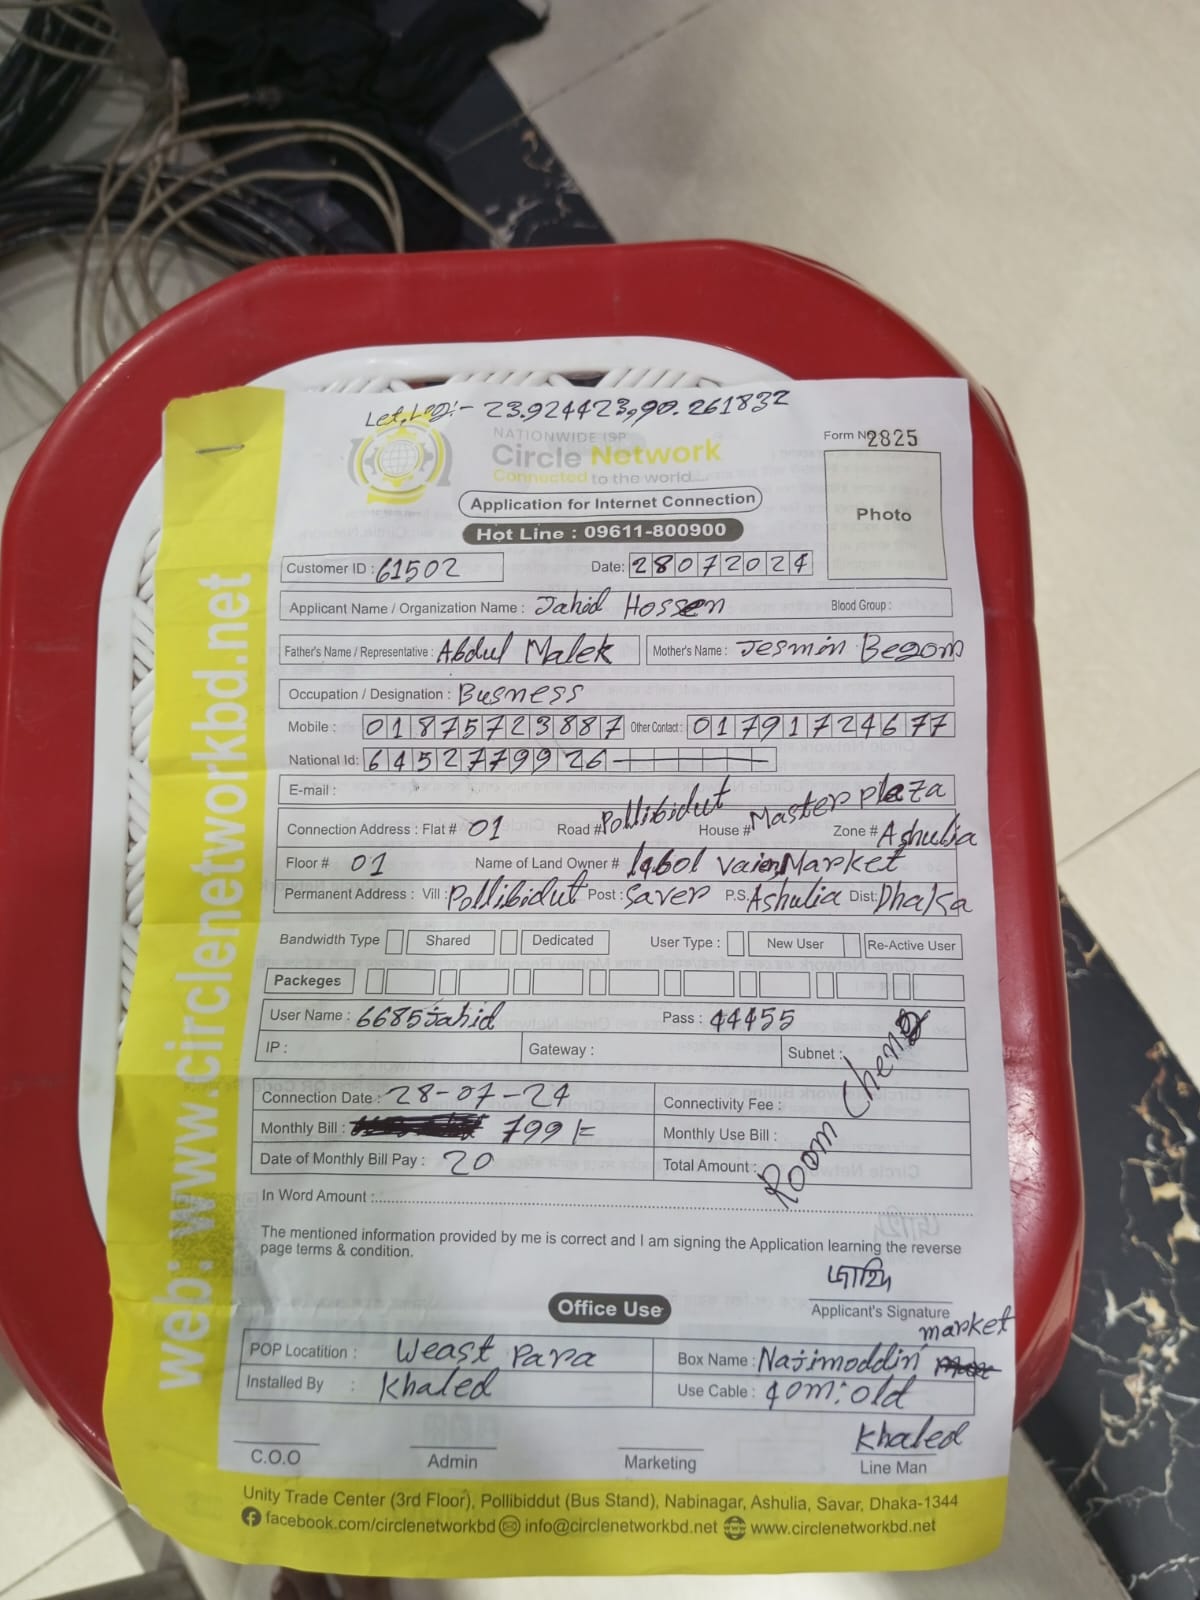 Let, Log:- 23.924423,90.261832
NATIONWIDE ISP
Circle Network
Connected to the world
Form No 2825
Photo
Application for Internet Connection
Hot Line : 09611-800900
Customer ID : 61502 Date: 28072024
Applicant Name / Organization Name : Jahid Hossen Blood Group :
Father's Name / Representative : Abdul Malek Mother's Name : Jesmin Begom
Occupation / Designation : Busness
Mobile : 01875723887 Other Contact : 01791724677
National Id: 6452779926
E-mail :
Connection Address : Flat # 01 Road # Pollibidut House # Master plaza Zone # Ashulia
Floor # 01 Name of Land Owner # Iqbol Market
Permanent Address : Vill : Pollibidut Post : Saver P.S. Ashulia Dist: Dhaka
Bandwidth Type Shared Dedicated User Type : New User Re-Active User
Packeges
User Name : 6685Jahid Pass : 44455
IP : Gateway : Subnet :
Connection Date : 28-07-24 Connectivity Fee :
Monthly Bill : 799/= Monthly Use Bill :
Date of Monthly Bill Pay : 20 Total Amount :
Room Cheng
In Word Amount :
The mentioned information provided by me is correct and I am signing the Application learning the reverse
page terms & condition.
জাহিদ
Applicant's Signature
Office Use
POP Locatition : Weast Para Box Name : Najimoddin market
Installed By : Khaled Use Cable : 40m: old
Khaled
C.O.O Admin Marketing Line Man
Unity Trade Center (3rd Floor), Pollibiddut (Bus Stand), Nabinagar, Ashulia, Savar, Dhaka-1344
facebook.com/circlenetworkbd info@circlenetworkbd.net www.circlenetworkbd.net
web: www.circlenetworkbd.net